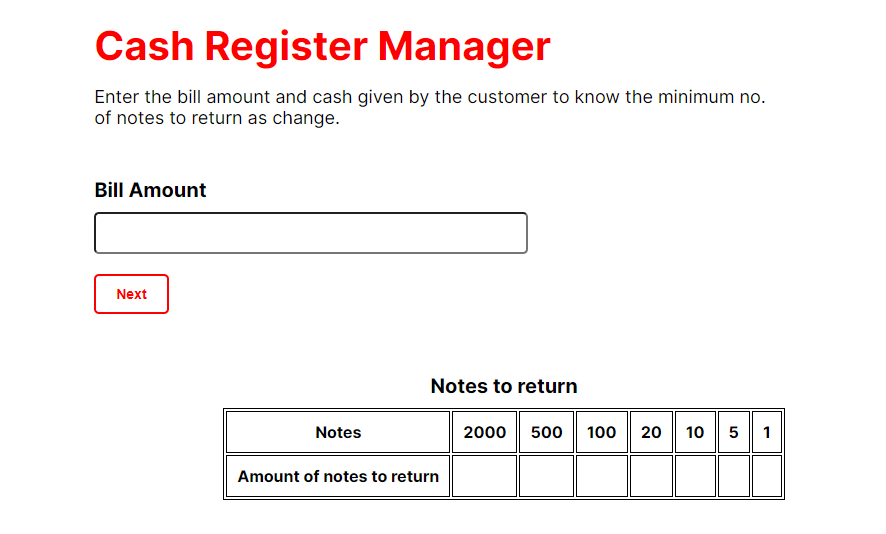 Cash Register Manager
Enter the bill amount and cash given by the customer to know the minimum no.
of notes to return as change.
Bill Amount
Next
Notes to return
Notes 2000 500 100 20 10 5 1
Amount of notes to return